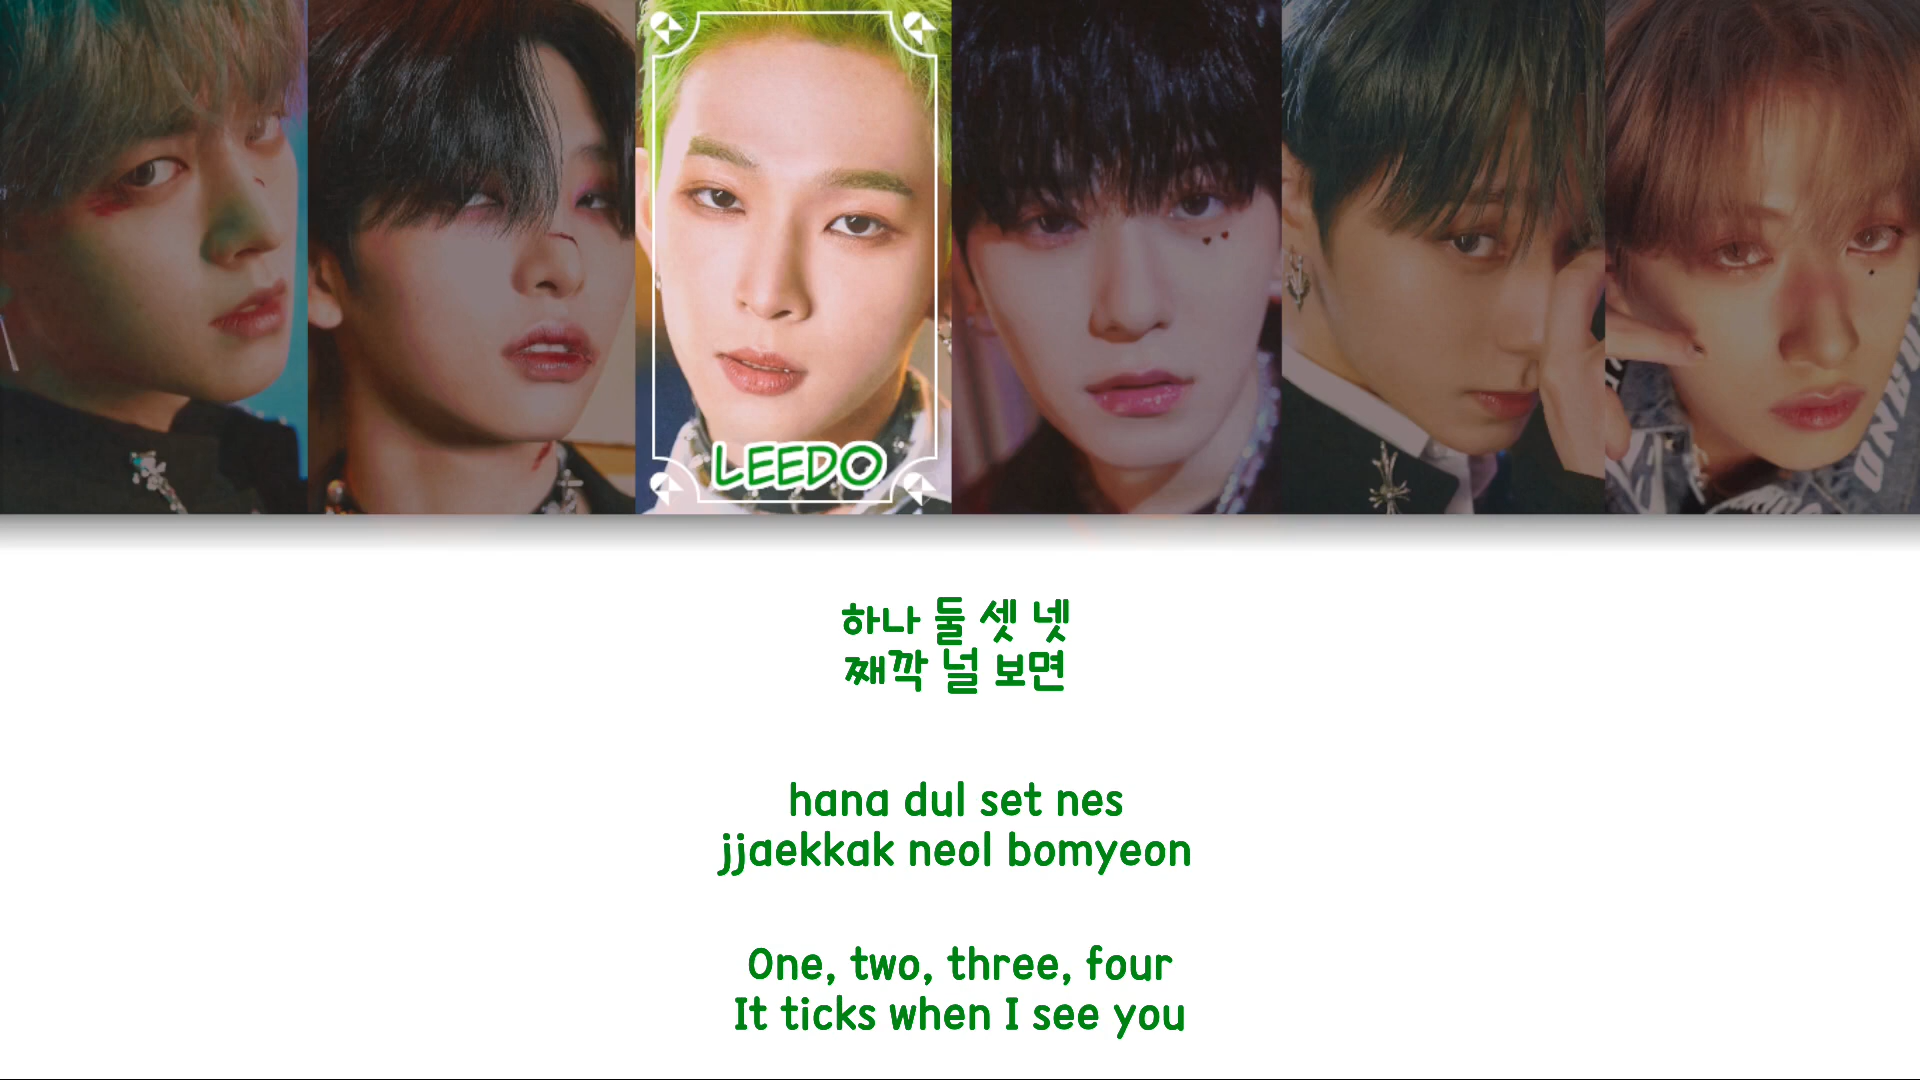 LEEDO
하나 둘 셋 넷
째깍 널 보면
hana dul set nes
jjaekkak neol bomyeon
One, two, three, four
It ticks when I see you